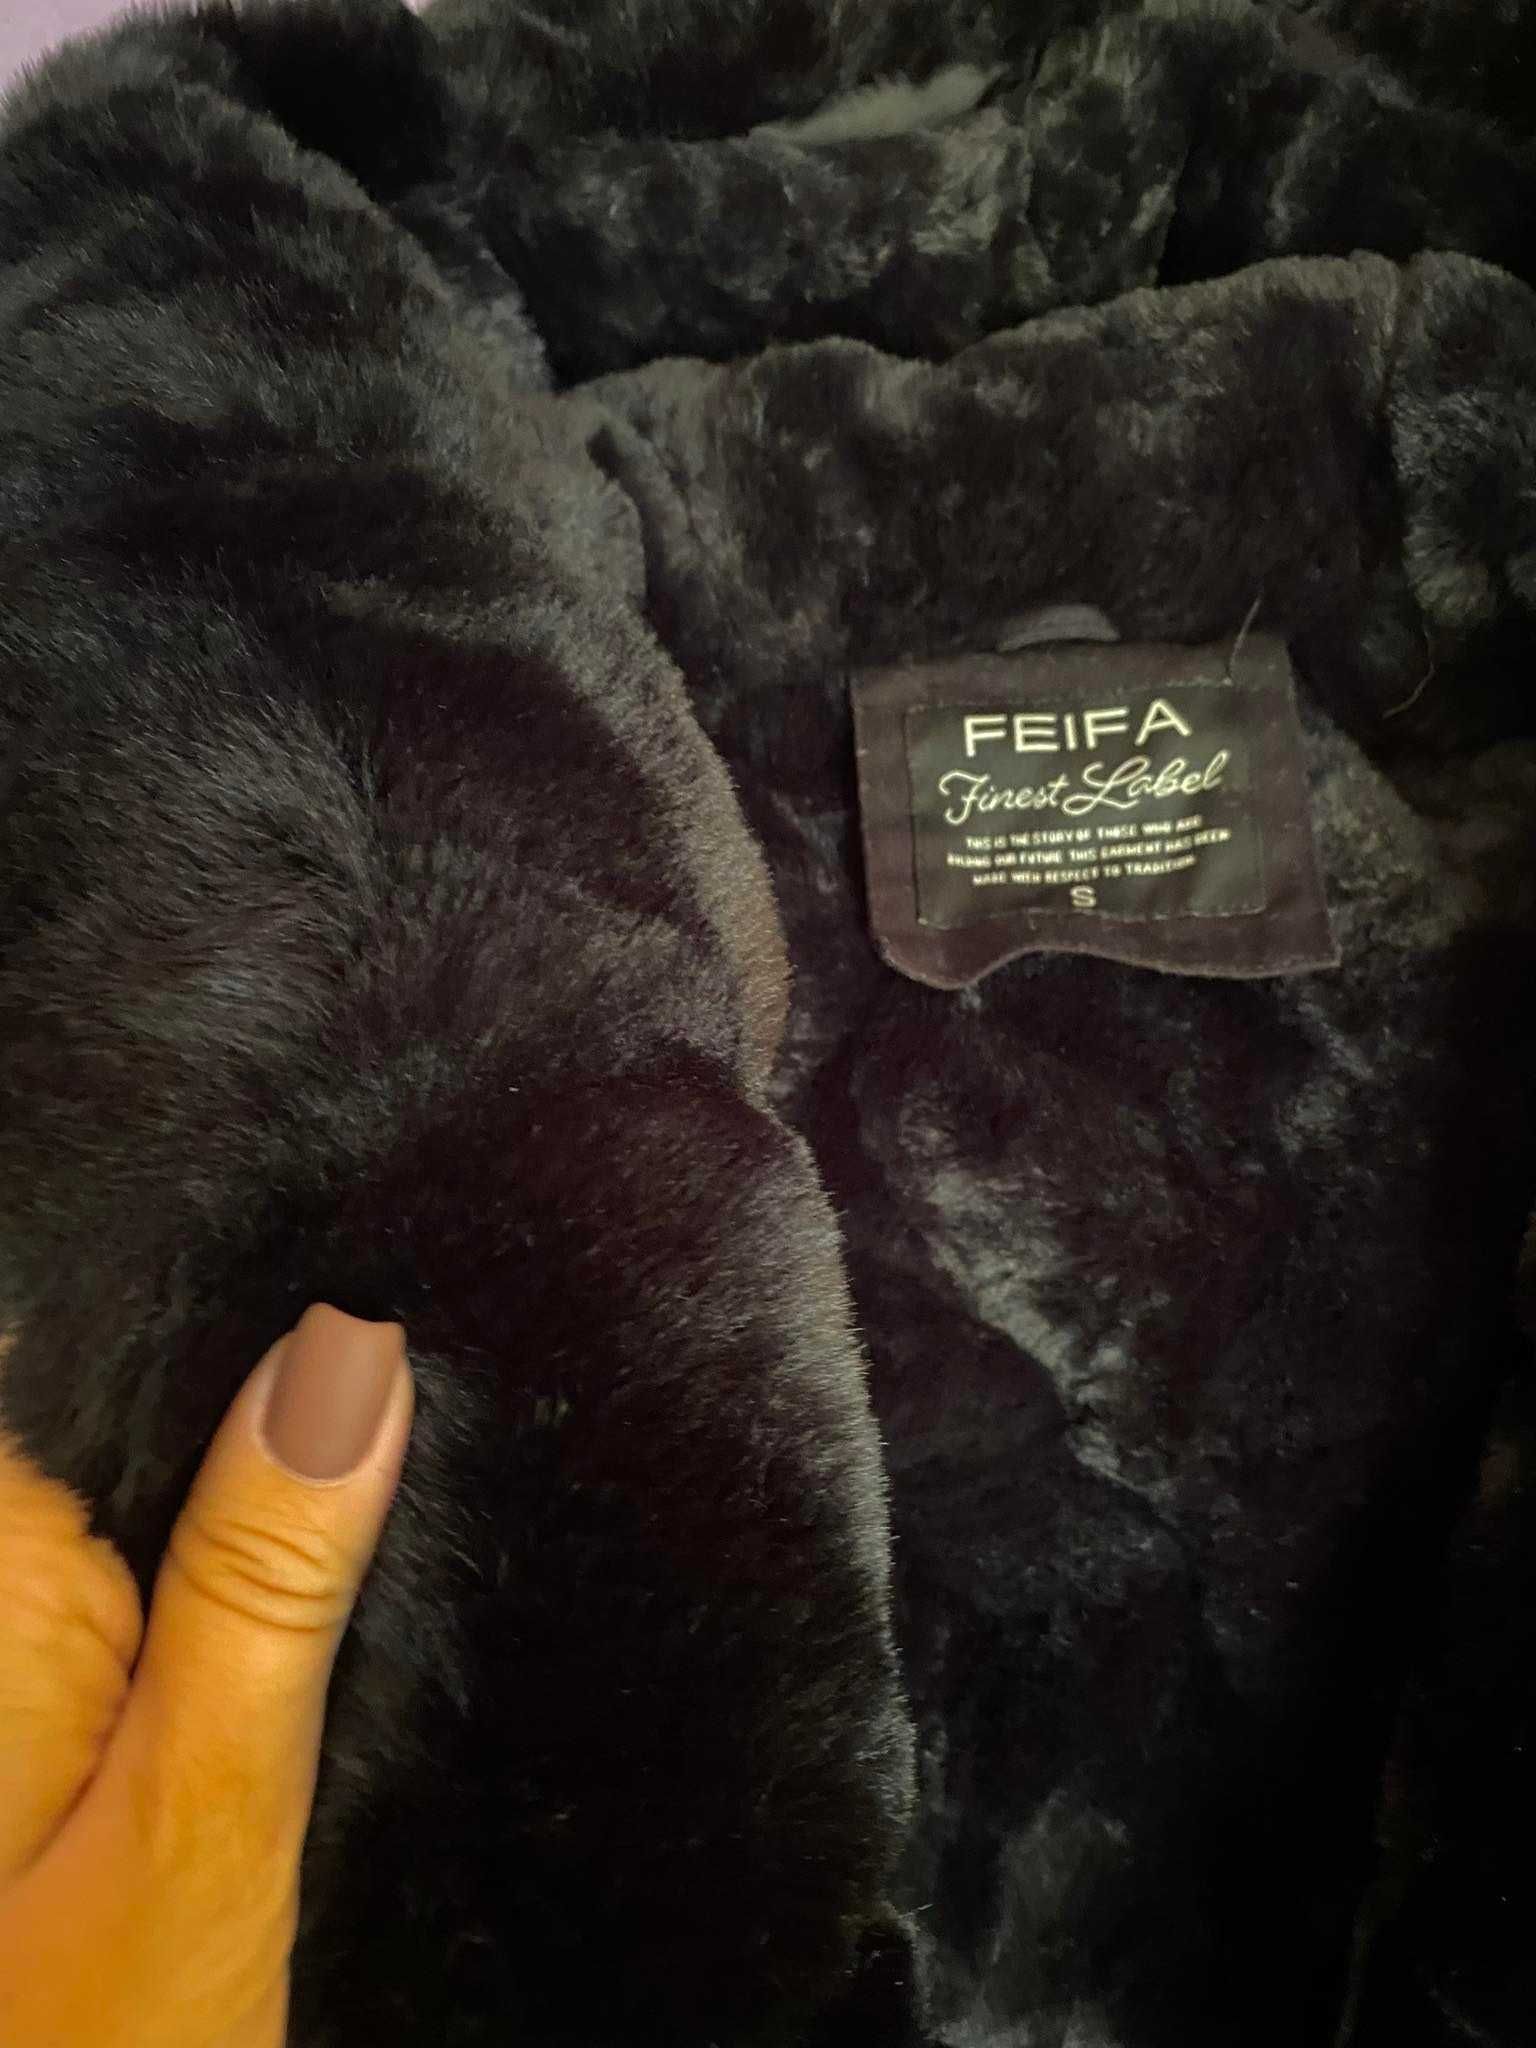 FEIFA
Finest Label
THIS IS THE STORY OF THOSE WHO ARE
BULDING OUR FUTURE THIS GARMENT HAS BEEN
MADE WITH RESPECT TO TRADITION
S